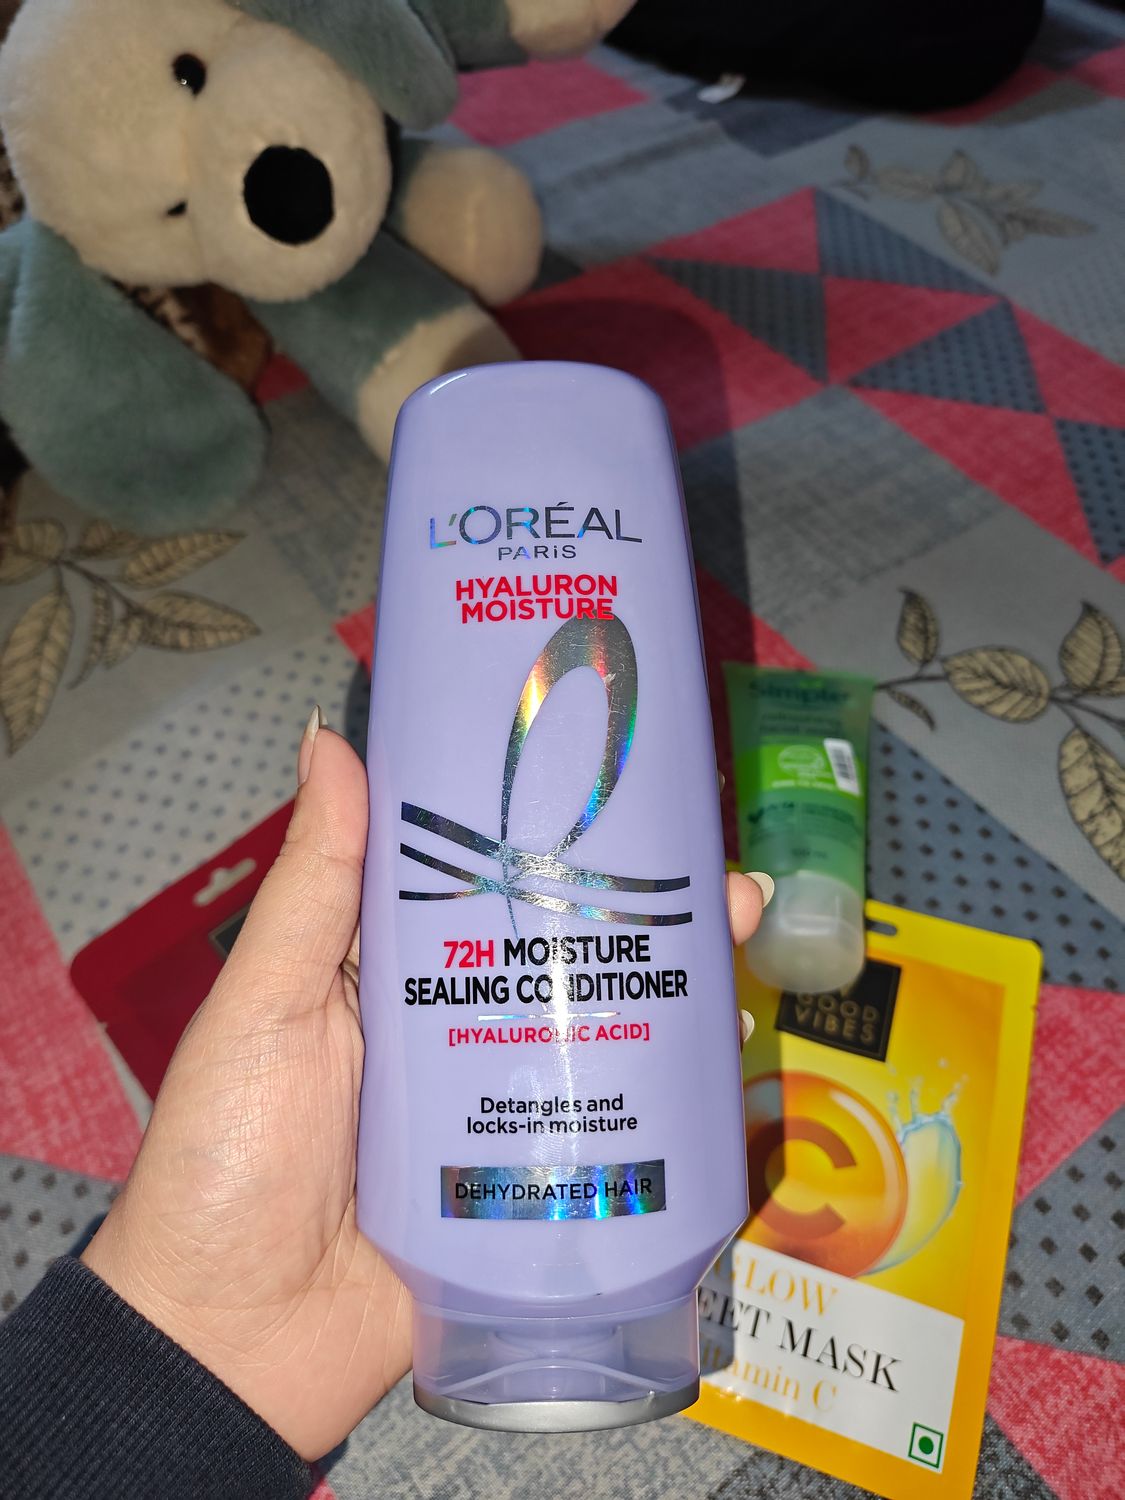 L'ORÉAL
PARIS
HYALURON
MOISTURE
72H MOISTURE
SEALING CONDITIONER
[HYALURONIC ACID]
Detangles and
locks-in moisture
DEHYDRATED HAIR
Simple
refreshing
GOOD
VIBES
C
GLOW
EET MASK
itamin C